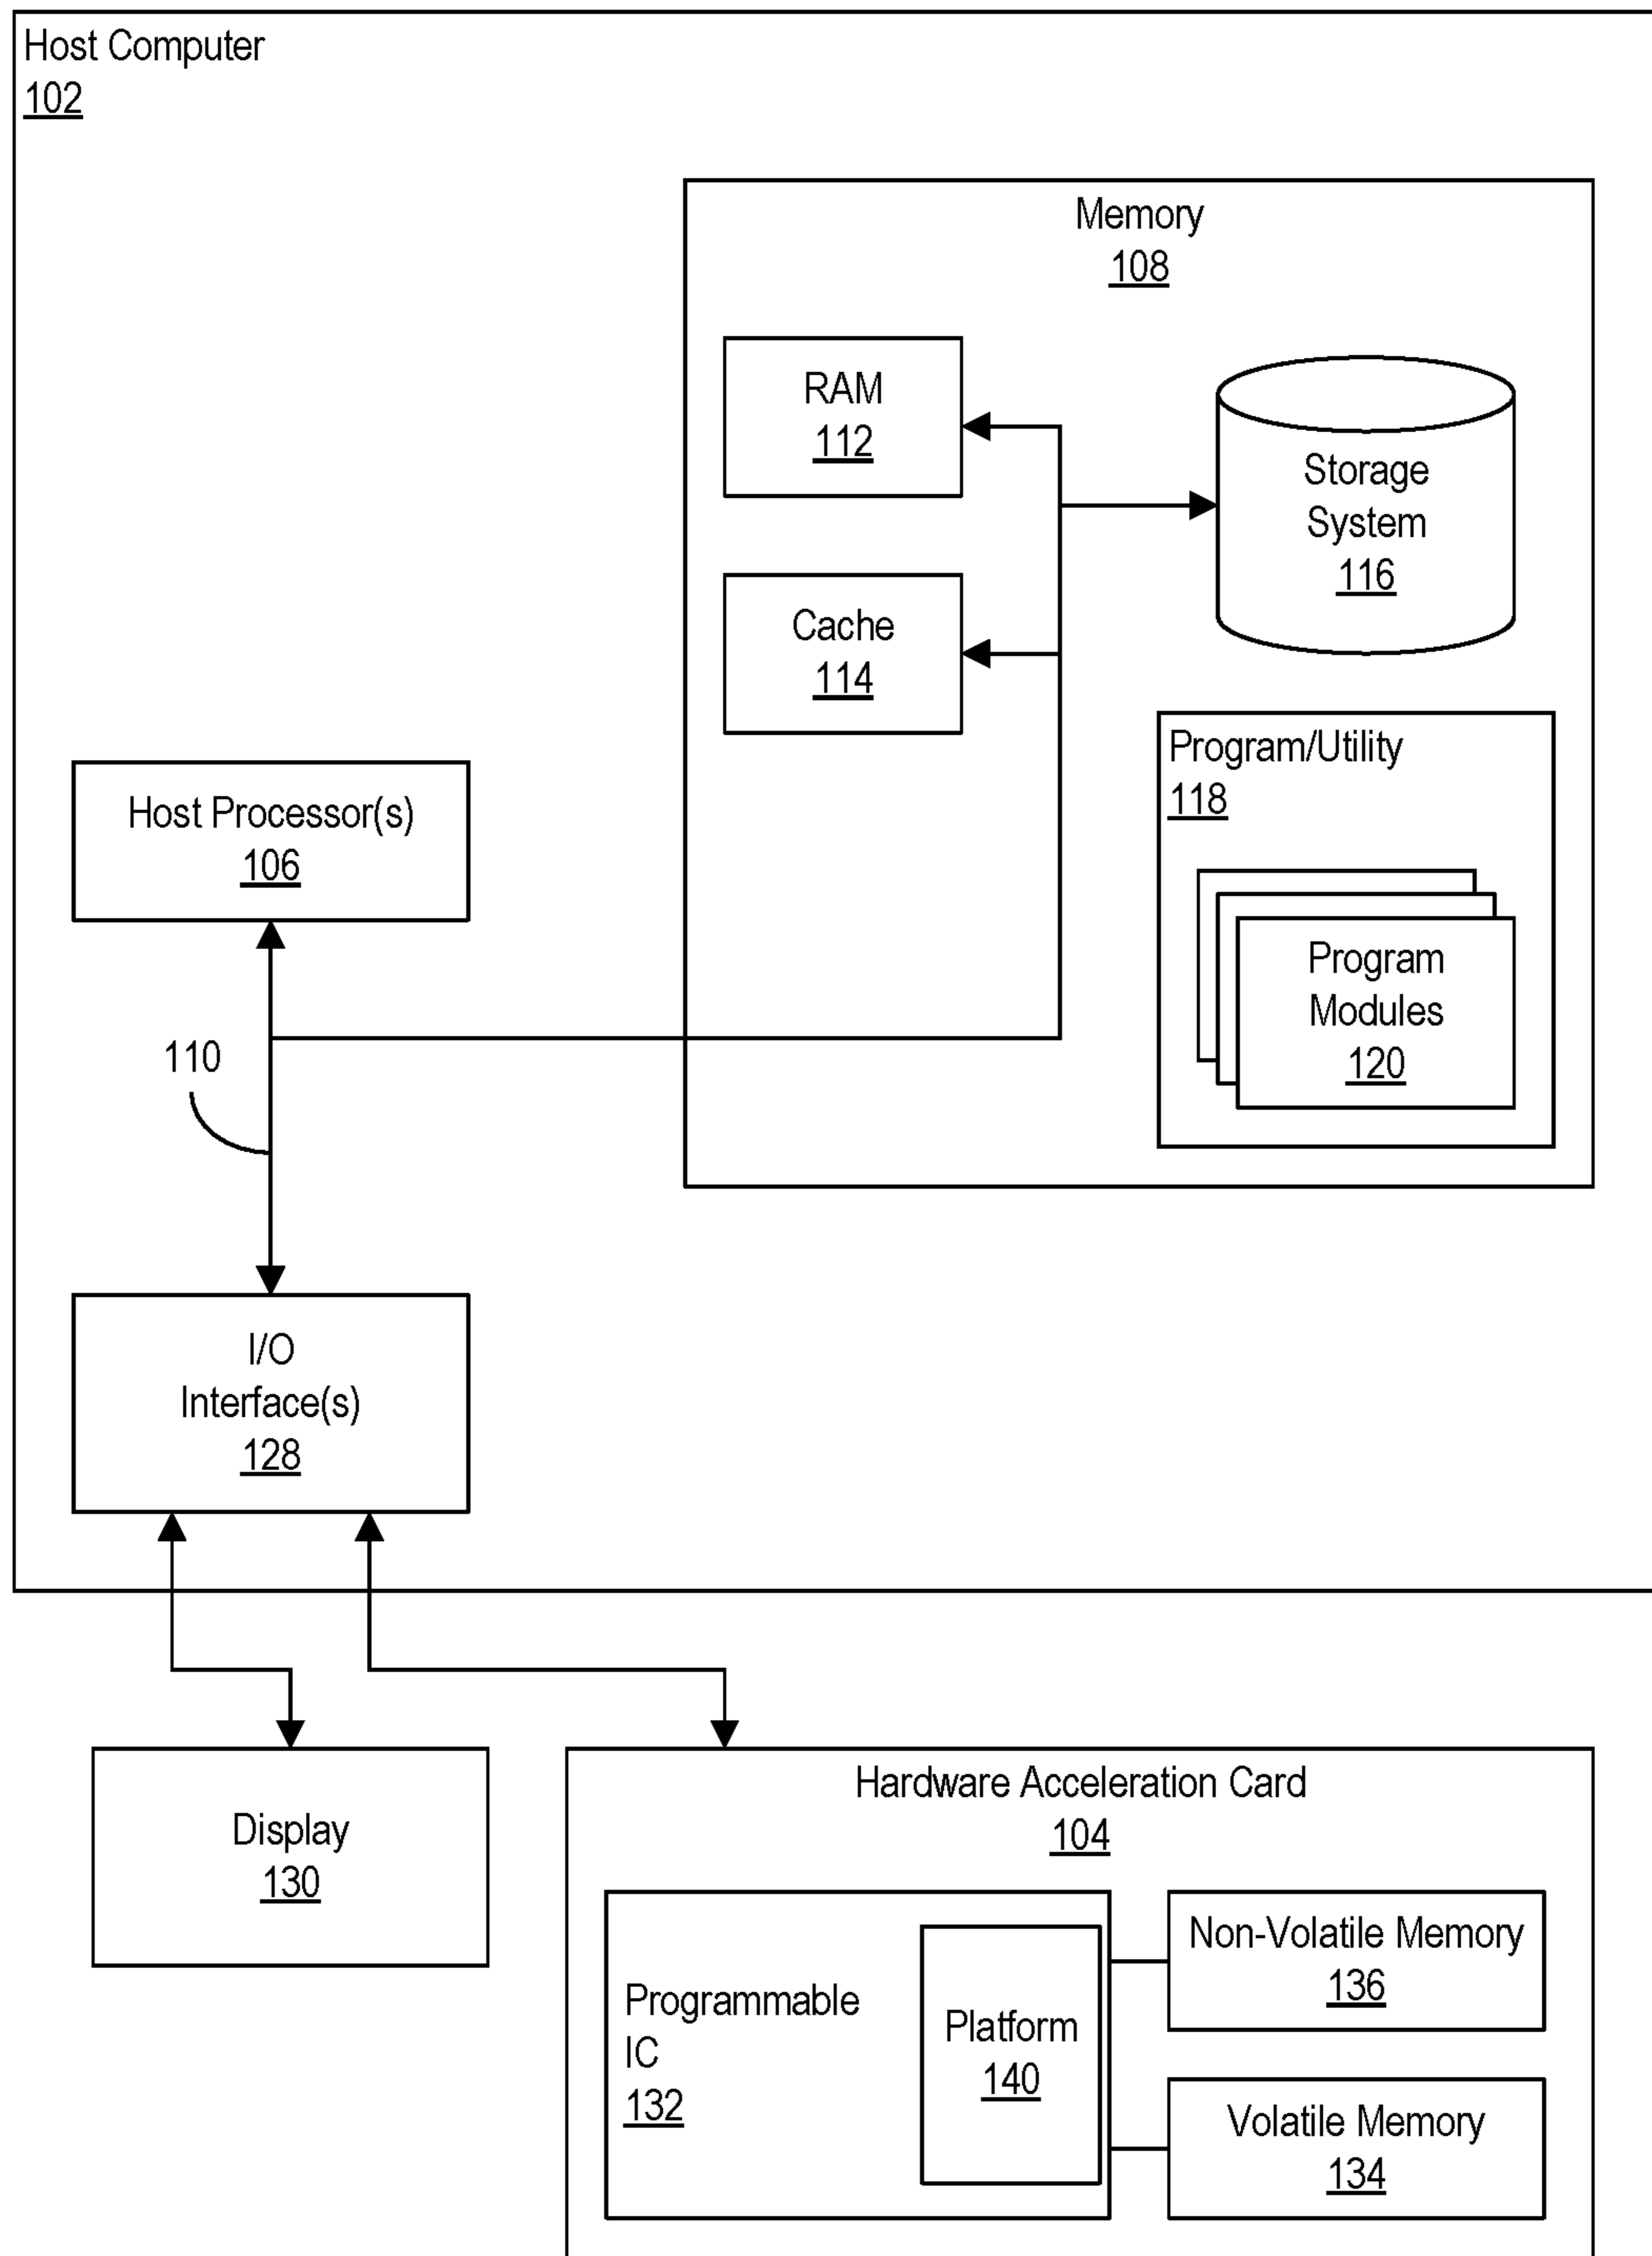 Host Computer
102
Memory
108
RAM
112
Storage
System
116
Cache
114
Program/Utility
118
Host Processor(s)
106
Program
Modules
120
110
I/O
Interface(s)
128
Hardware Acceleration Card
104
Display
130
Non-Volatile Memory
136
Programmable
IC
132
Platform
140
Volatile Memory
134